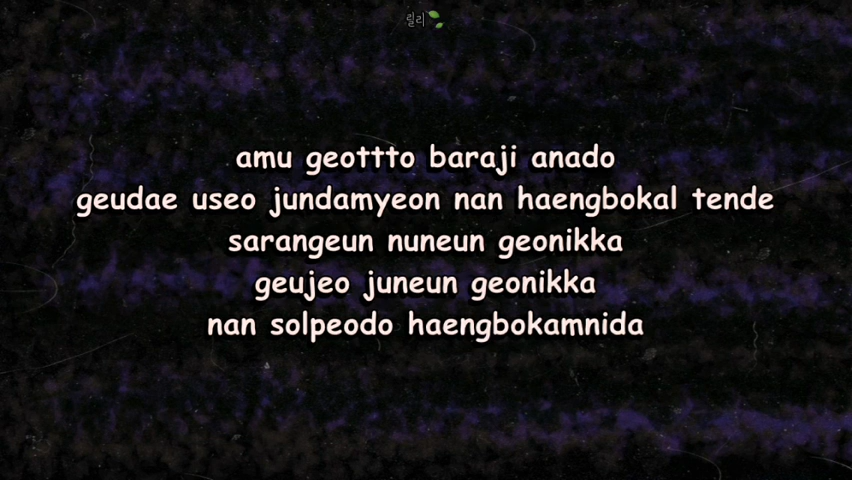 릴리
amu geottto baraji anado
geudae useo jundamyeon nan haengbokal tende
sarangeun nuneun geonikka
geujeo juneun geonikka
nan solpeodo haengbokamnida